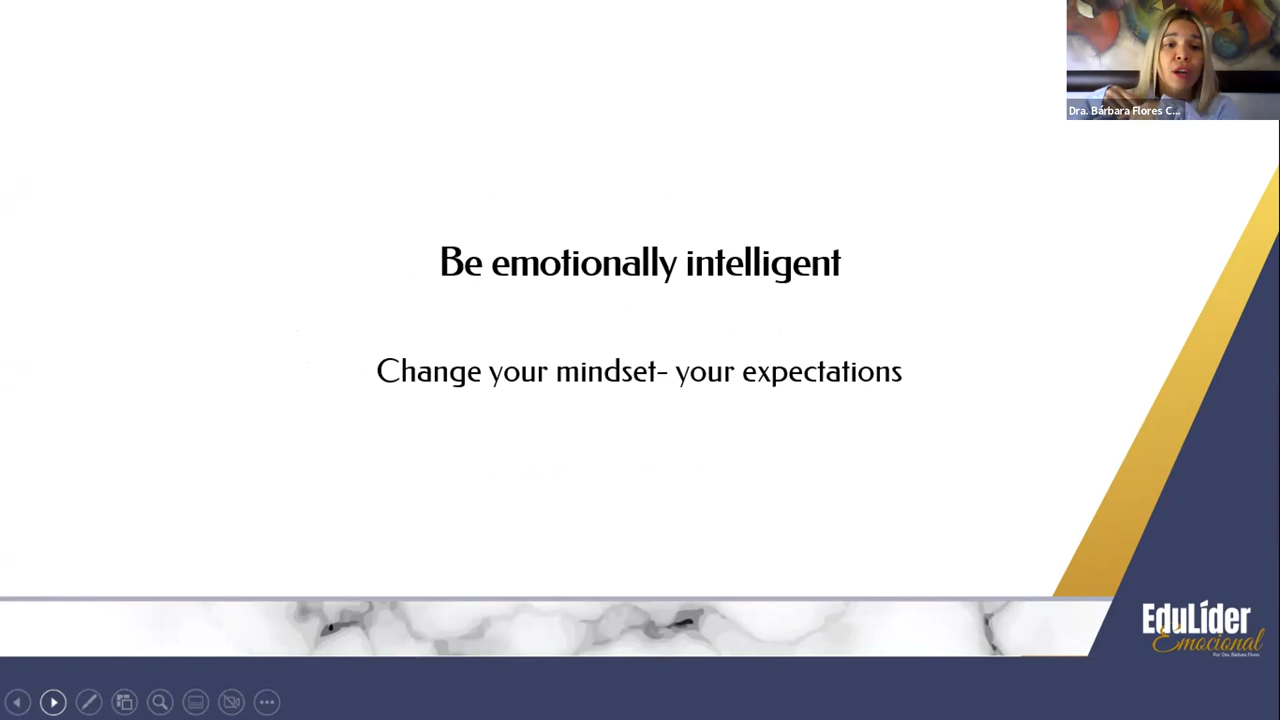 Dra. Bárbara Flores C...
Be emotionally intelligent
Change your mindset- your expectations
EduLíder
Emocional
Por: Dra. Bárbara Flores